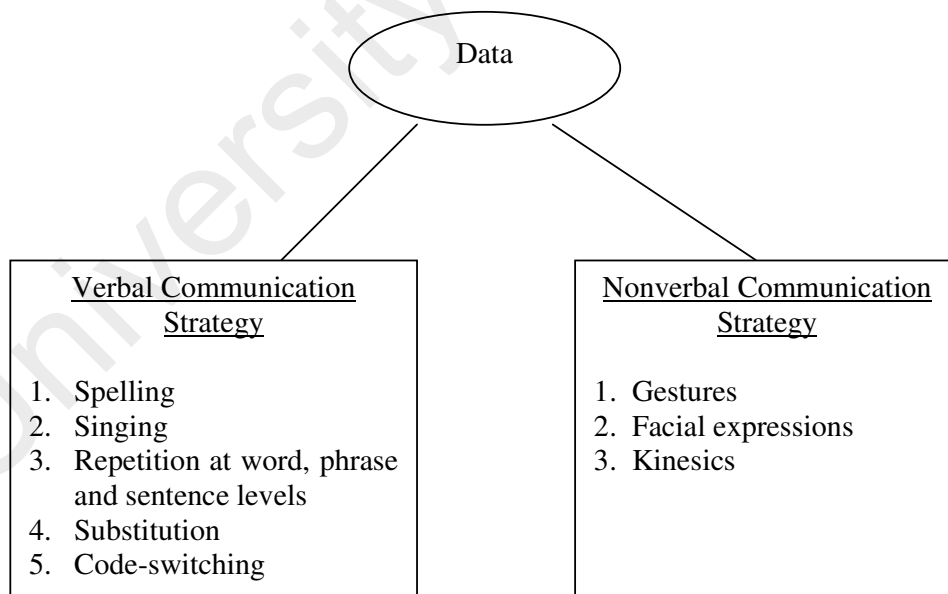 Data
Verbal Communication
Strategy
1. Spelling
2. Singing
3. Repetition at word, phrase
and sentence levels
4. Substitution
5. Code-switching
Nonverbal Communication
Strategy
1. Gestures
2. Facial expressions
3. Kinesics
University